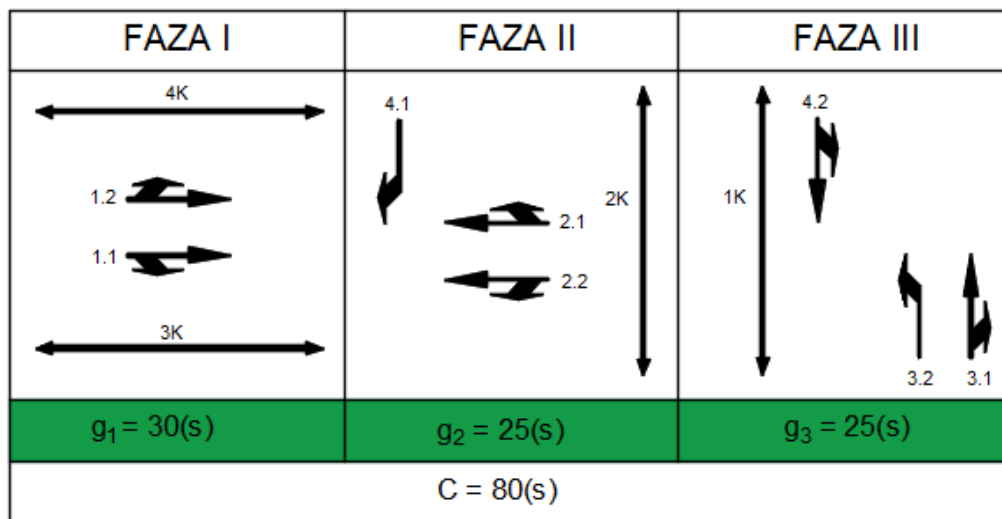 FAZA I
FAZA II
FAZA III
4K
1.2
1.1
3K
4.1
2K
2.1
2.2
4.2
1K
3.2
3.1
g₁ = 30(s)
g₂ = 25(s)
g₃ = 25(s)
C = 80(s)